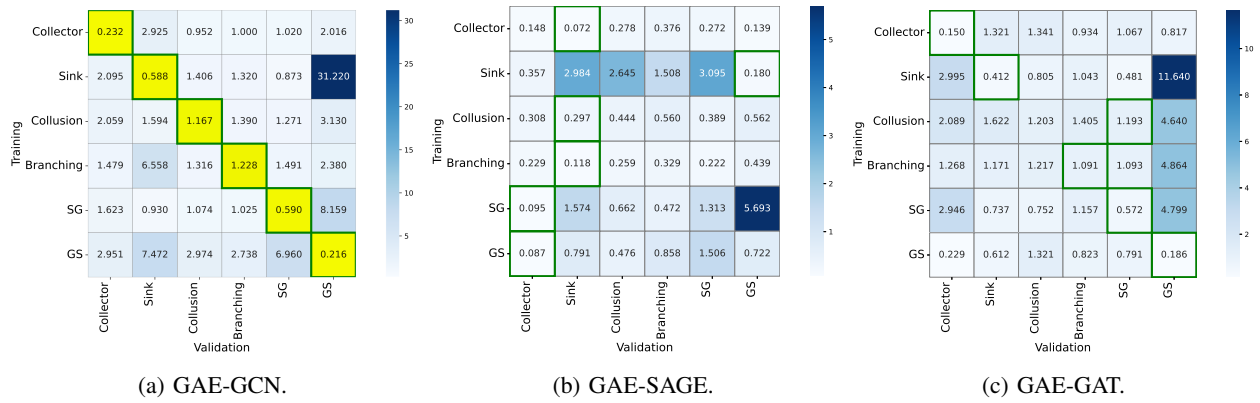 Training
Collector 0.232 2.925 0.952 1.000 1.020 2.016
Sink 2.095 0.588 1.406 1.320 0.873 31.220
Collusion 2.059 1.594 1.167 1.390 1.271 3.130
Branching 1.479 6.558 1.316 1.228 1.491 2.380
SG 1.623 0.930 1.074 1.025 0.590 8.159
GS 2.951 7.472 2.974 2.738 6.960 0.216
Collector Sink Collusion Branching SG GS
Validation
30
25
20
15
10
5
(a) GAE-GCN.
Training
Collector 0.148 0.072 0.278 0.376 0.272 0.139
Sink 0.357 2.984 2.645 1.508 3.095 0.180
Collusion 0.308 0.297 0.444 0.560 0.389 0.562
Branching 0.229 0.118 0.259 0.329 0.222 0.439
SG 0.095 1.574 0.662 0.472 1.313 5.693
GS 0.087 0.791 0.476 0.858 1.506 0.722
Collector Sink Collusion Branching SG GS
Validation
5
4
3
2
1
(b) GAE-SAGE.
Training
Collector 0.150 1.321 1.341 0.934 1.067 0.817
Sink 2.995 0.412 0.805 1.043 0.481 11.640
Collusion 2.089 1.622 1.203 1.405 1.193 4.640
Branching 1.268 1.171 1.217 1.091 1.093 4.864
SG 2.946 0.737 0.752 1.157 0.572 4.799
GS 0.229 0.612 1.321 0.823 0.791 0.186
Collector Sink Collusion Branching SG GS
Validation
10
8
6
4
2
(c) GAE-GAT.